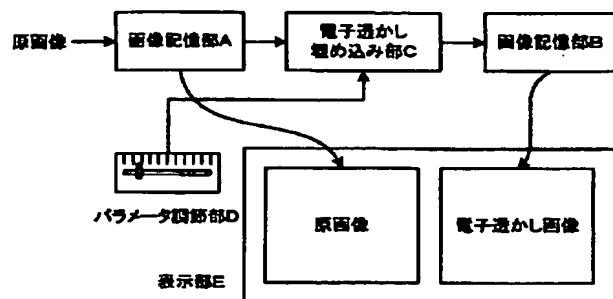 原画像
画像記憶部A
電子透かし
埋め込み部C
画像記憶部B
パラメータ調節部D
原画像
電子透かし画像
表示部E